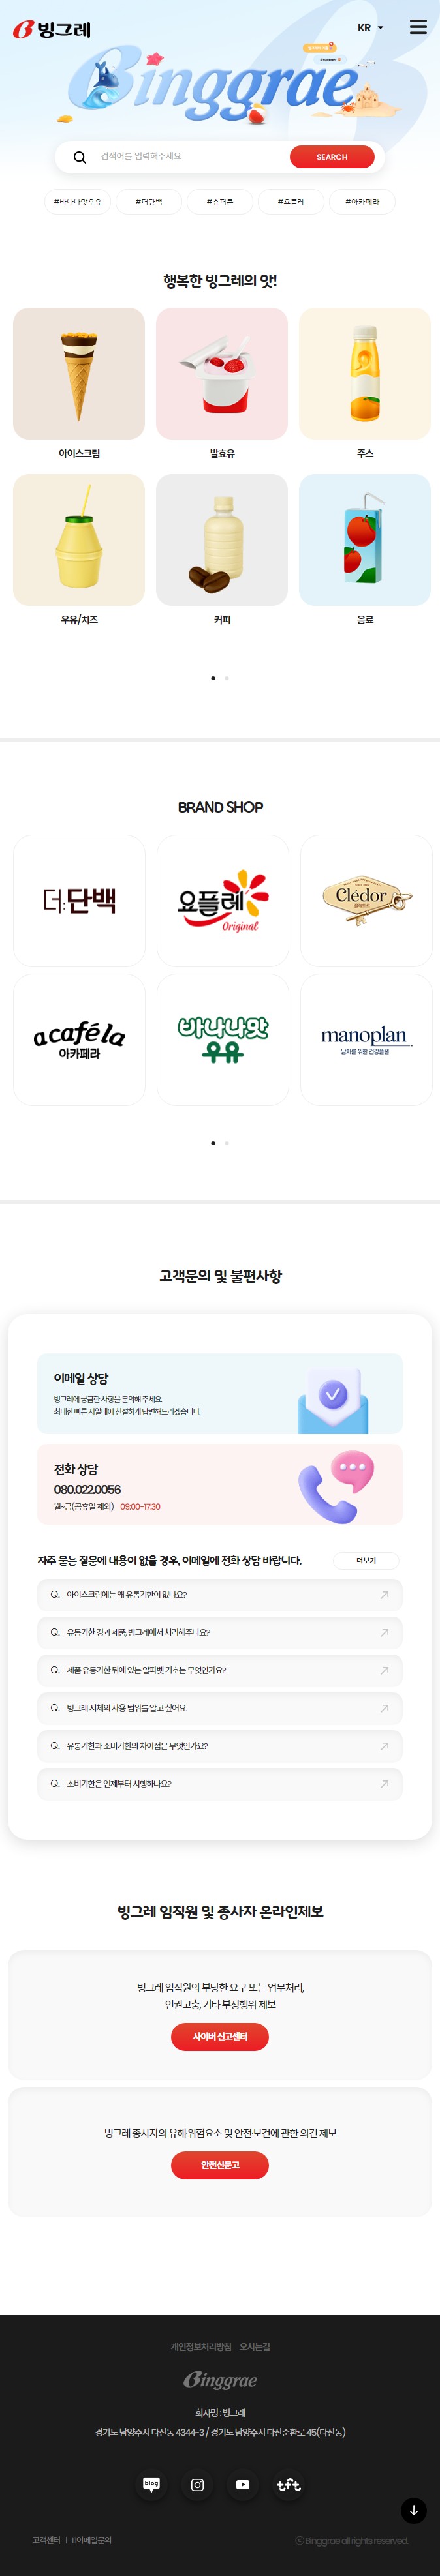 빙그레
KR
Binggrae
#summer
검색어를 입력해주세요
SEARCH
#바나나맛우유
#더단백
#슈퍼콘
#요플레
#아카페라
행복한 빙그레의 맛!
아이스크림
발효유
주스
우유/치즈
커피
음료
BRAND SHOP
더:단백
요플레
Original
Clédor
acaféla
아카페라
바나나맛
우유
manoplan
남자를 위한 건강플랜
고객문의 및 불편사항
이메일 상담
빙그레에 궁금한 사항을 문의해 주세요.
최대한 빠른 시일내에 친절하게 답변해드리겠습니다.
전화 상담
080.022.0056
월-금(공휴일 제외) 09:00-17:30
자주 묻는 질문에 내용이 없을 경우, 이메일에 전화 상담 바랍니다.
더보기
Q. 아이스크림에는 왜 유통기한이 없나요?
Q. 유통기한 경과 제품, 빙그레에서 처리해주나요?
Q. 제품 유통기한 뒤에 있는 알파벳 기호는 무엇인가요?
Q. 빙그레 서체의 사용 범위를 알고 싶어요.
Q. 유통기한과 소비기한의 차이점은 무엇인가요?
Q. 소비기한은 언제부터 시행하나요?
빙그레 임직원 및 종사자 온라인제보
빙그레 임직원의 부당한 요구 또는 업무처리,
인권고충, 기타 부정행위 제보
사이버 신고센터
빙그레 종사자의 유해·위험요소 및 안전·보건에 관한 의견 제보
안전신문고
개인정보처리방침 오시는길
Binggrae
회사명 : 빙그레
경기도 남양주시 다산동 4344-3 / 경기도 남양주시 다산순환로 45(다산동)
blog
tft
고객센터 | 1:1이메일문의
ⓒ Binggrae all rights reserved.